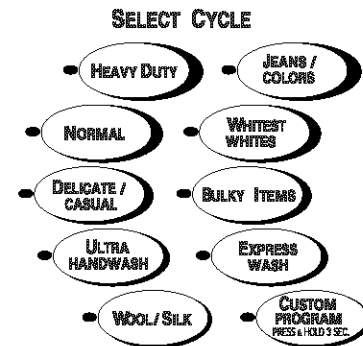 SELECT CYCLE
HEAVY DUTY
JEANS /
COLORS
NORMAL
WHITEST
WHITES
DELICATE /
CASUAL
BULKY ITEMS
ULTRA
HANDWASH
EXPRESS
WASH
WOOL / SILK
CUSTOM
PROGRAM
PRESS & HOLD 3 SEC.